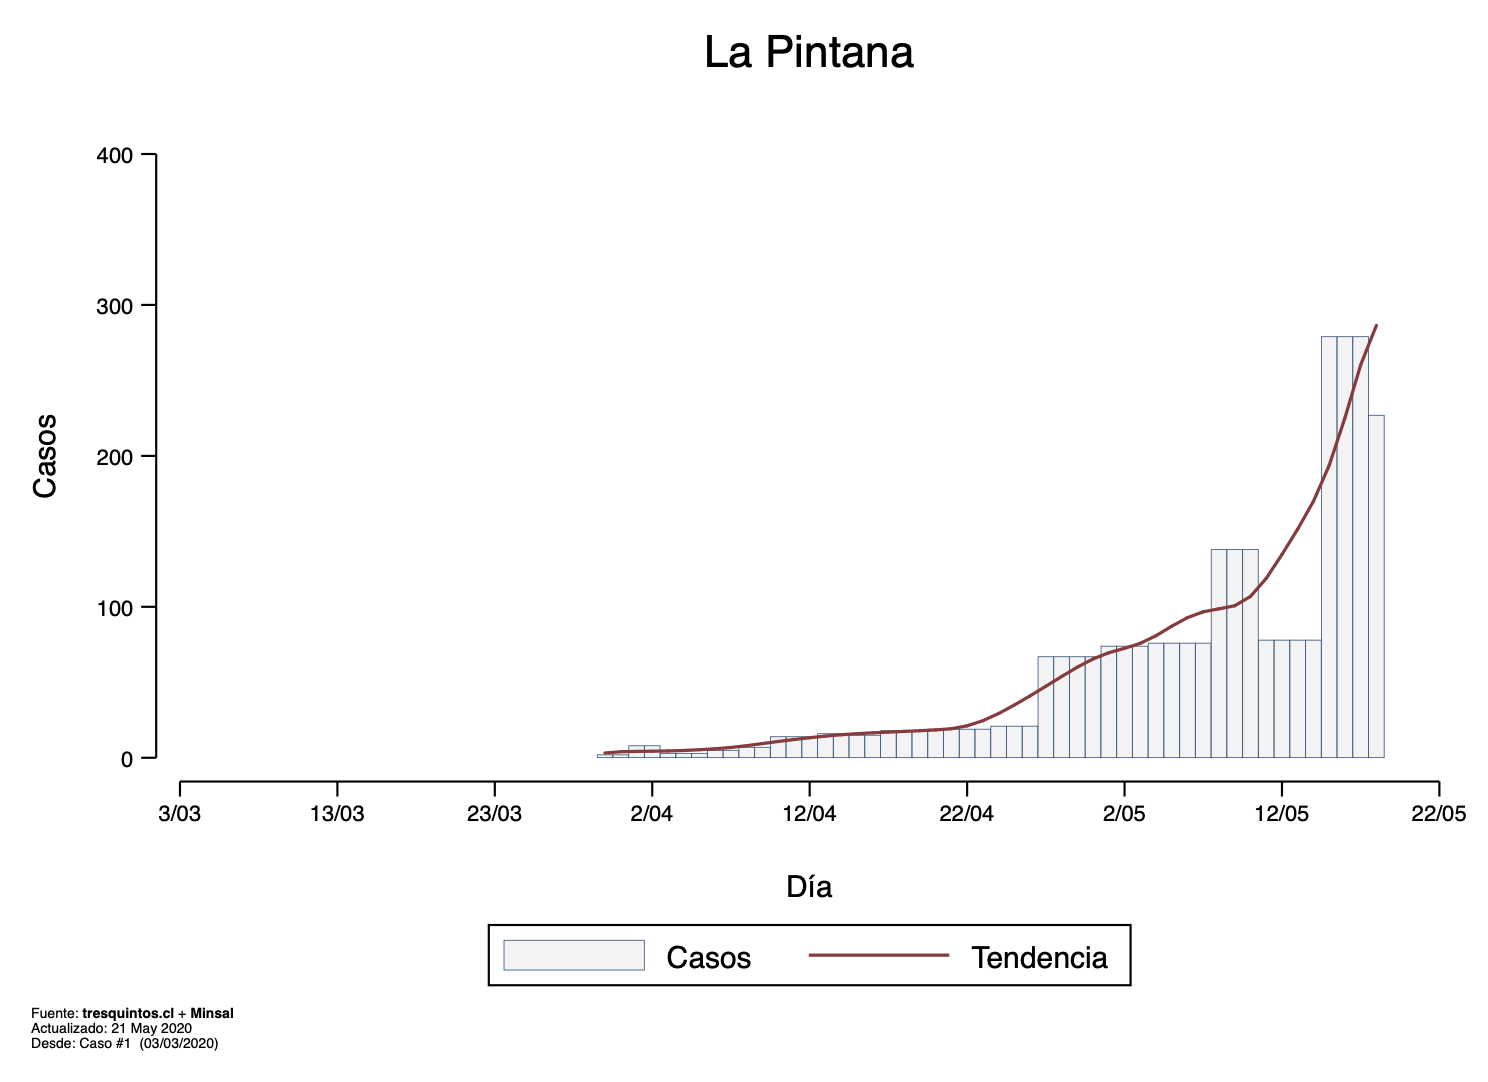 La Pintana
400
300
200
100
0
Casos
3/03 13/03 23/03 2/04 12/04 22/04 2/05 12/05 22/05
Día
Casos Tendencia
Fuente: tresquintos.cl + Minsal
Actualizado: 21 May 2020
Desde: Caso #1 (03/03/2020)